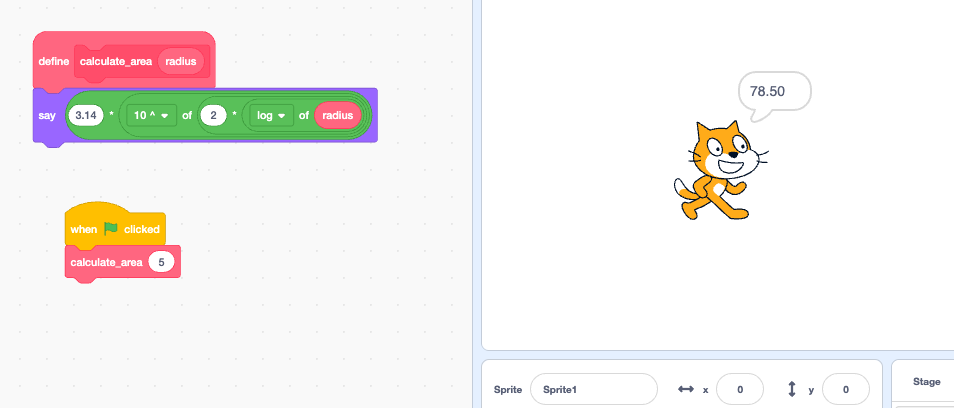 define calculate_area radius
say 3.14 * 10 ^ of 2 * log of radius
when clicked
calculate_area 5
78.50
Sprite Sprite1 x 0 y 0
Stage